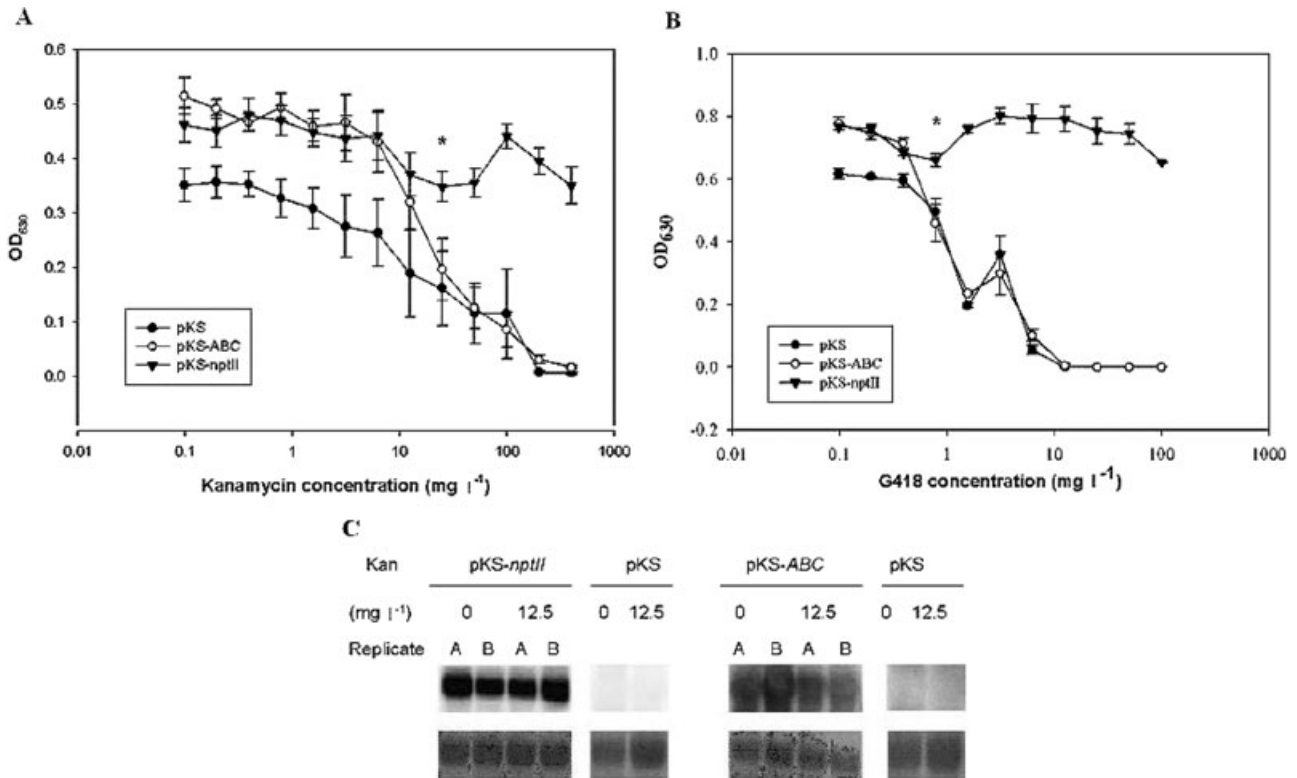 A
0.6
0.5
0.4
0.3
0.2
0.1
0.0
OD630
*
pKS
pKS-ABC
pKS-nptII
0.01 0.1 1 10 100 1000
Kanamycin concentration (mg l-1)
B
1.0
0.8
0.6
0.4
0.2
0.0
-0.2
OD630
*
pKS
pKS-ABC
pKS-nptII
0.01 0.1 1 10 100 1000
G418 concentration (mg l-1)
C
Kan pKS-nptII pKS pKS-ABC pKS
(mg l-1) 0 12.5 0 12.5 0 12.5 0 12.5
Replicate A B A B A B A B